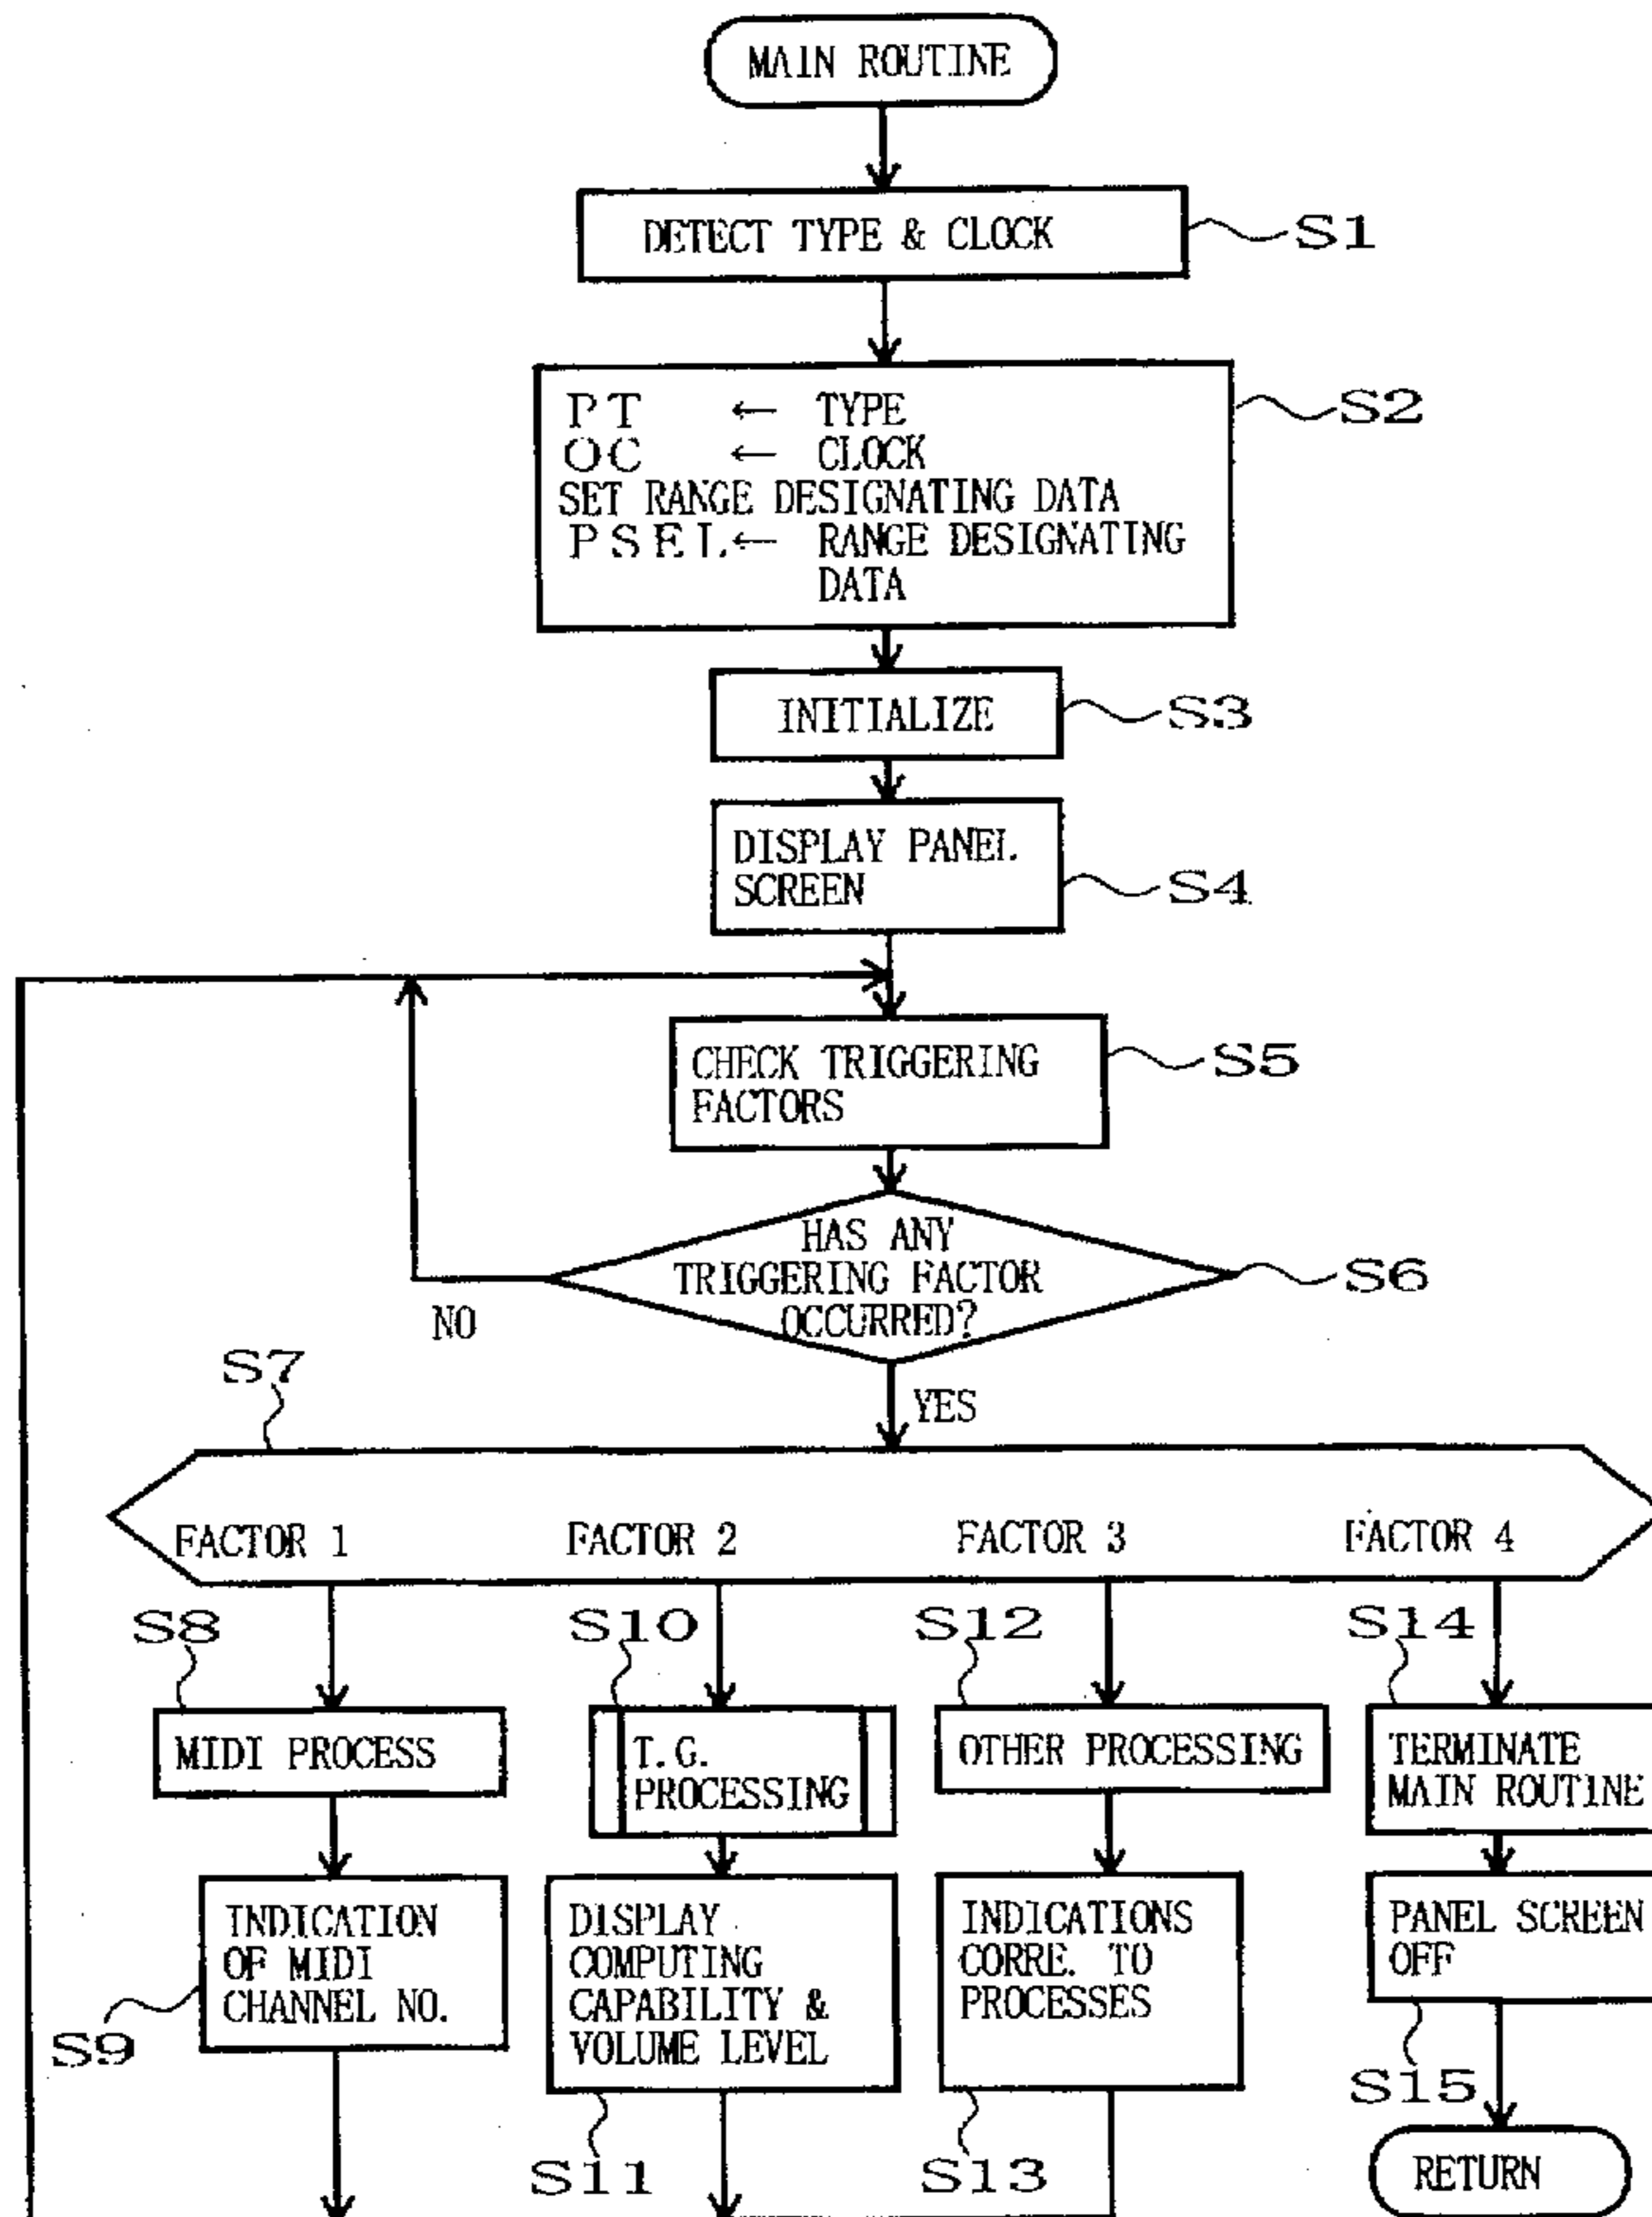 MAIN ROUTINE
DETECT TYPE & CLOCK
S1
PT ← TYPE
OC ← CLOCK
SET RANGE DESIGNATING DATA
PSEL ← RANGE DESIGNATING
DATA
S2
INITIALIZE
S3
DISPLAY PANEL
SCREEN
S4
CHECK TRIGGERING
FACTORS
S5
HAS ANY
TRIGGERING FACTOR
OCCURRED?
S6
NO
YES
S7
FACTOR 1
FACTOR 2
FACTOR 3
FACTOR 4
S8
S10
S12
S14
MIDI PROCESS
T.G.
PROCESSING
OTHER PROCESSING
TERMINATE
MAIN ROUTINE
INDICATION
OF MIDI
CHANNEL NO.
S9
DISPLAY
COMPUTING
CAPABILITY &
VOLUME LEVEL
S11
INDICATIONS
CORRE. TO
PROCESSES
S13
PANEL SCREEN
OFF
S15
RETURN